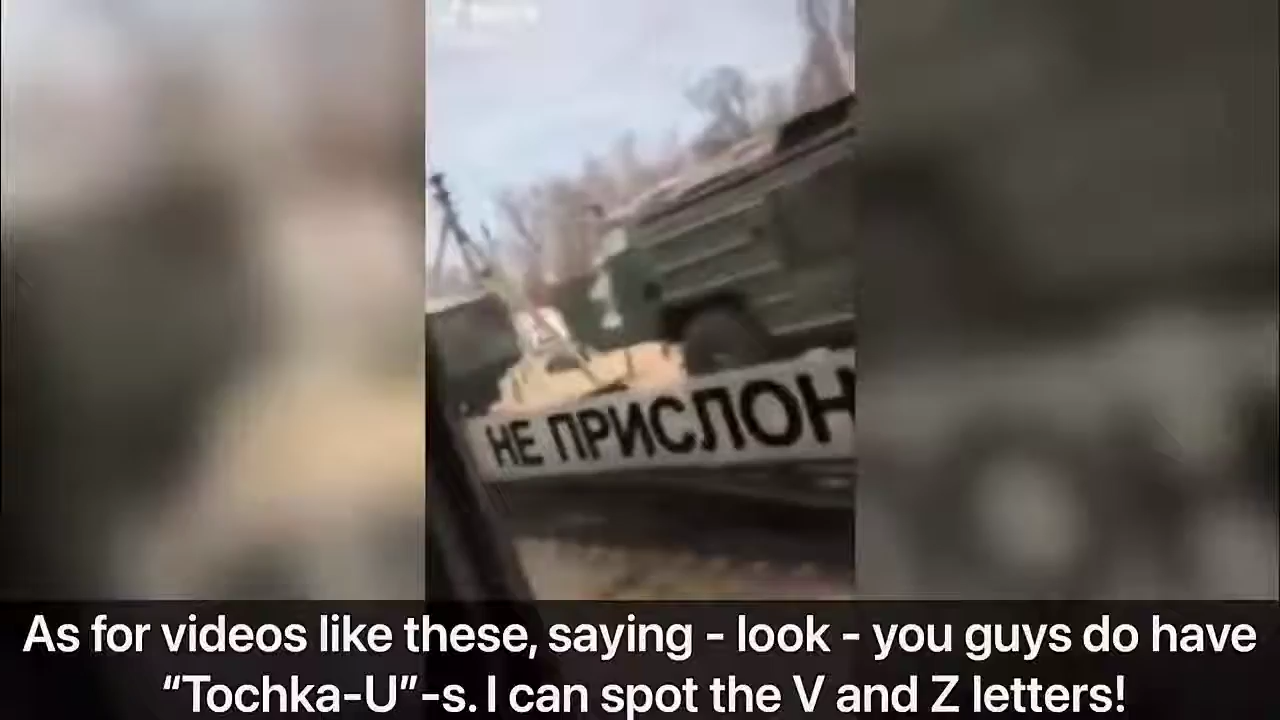 НЕ ПРИСЛОН
As for videos like these, saying - look - you guys do have
“Tochka-U”-s. I can spot the V and Z letters!